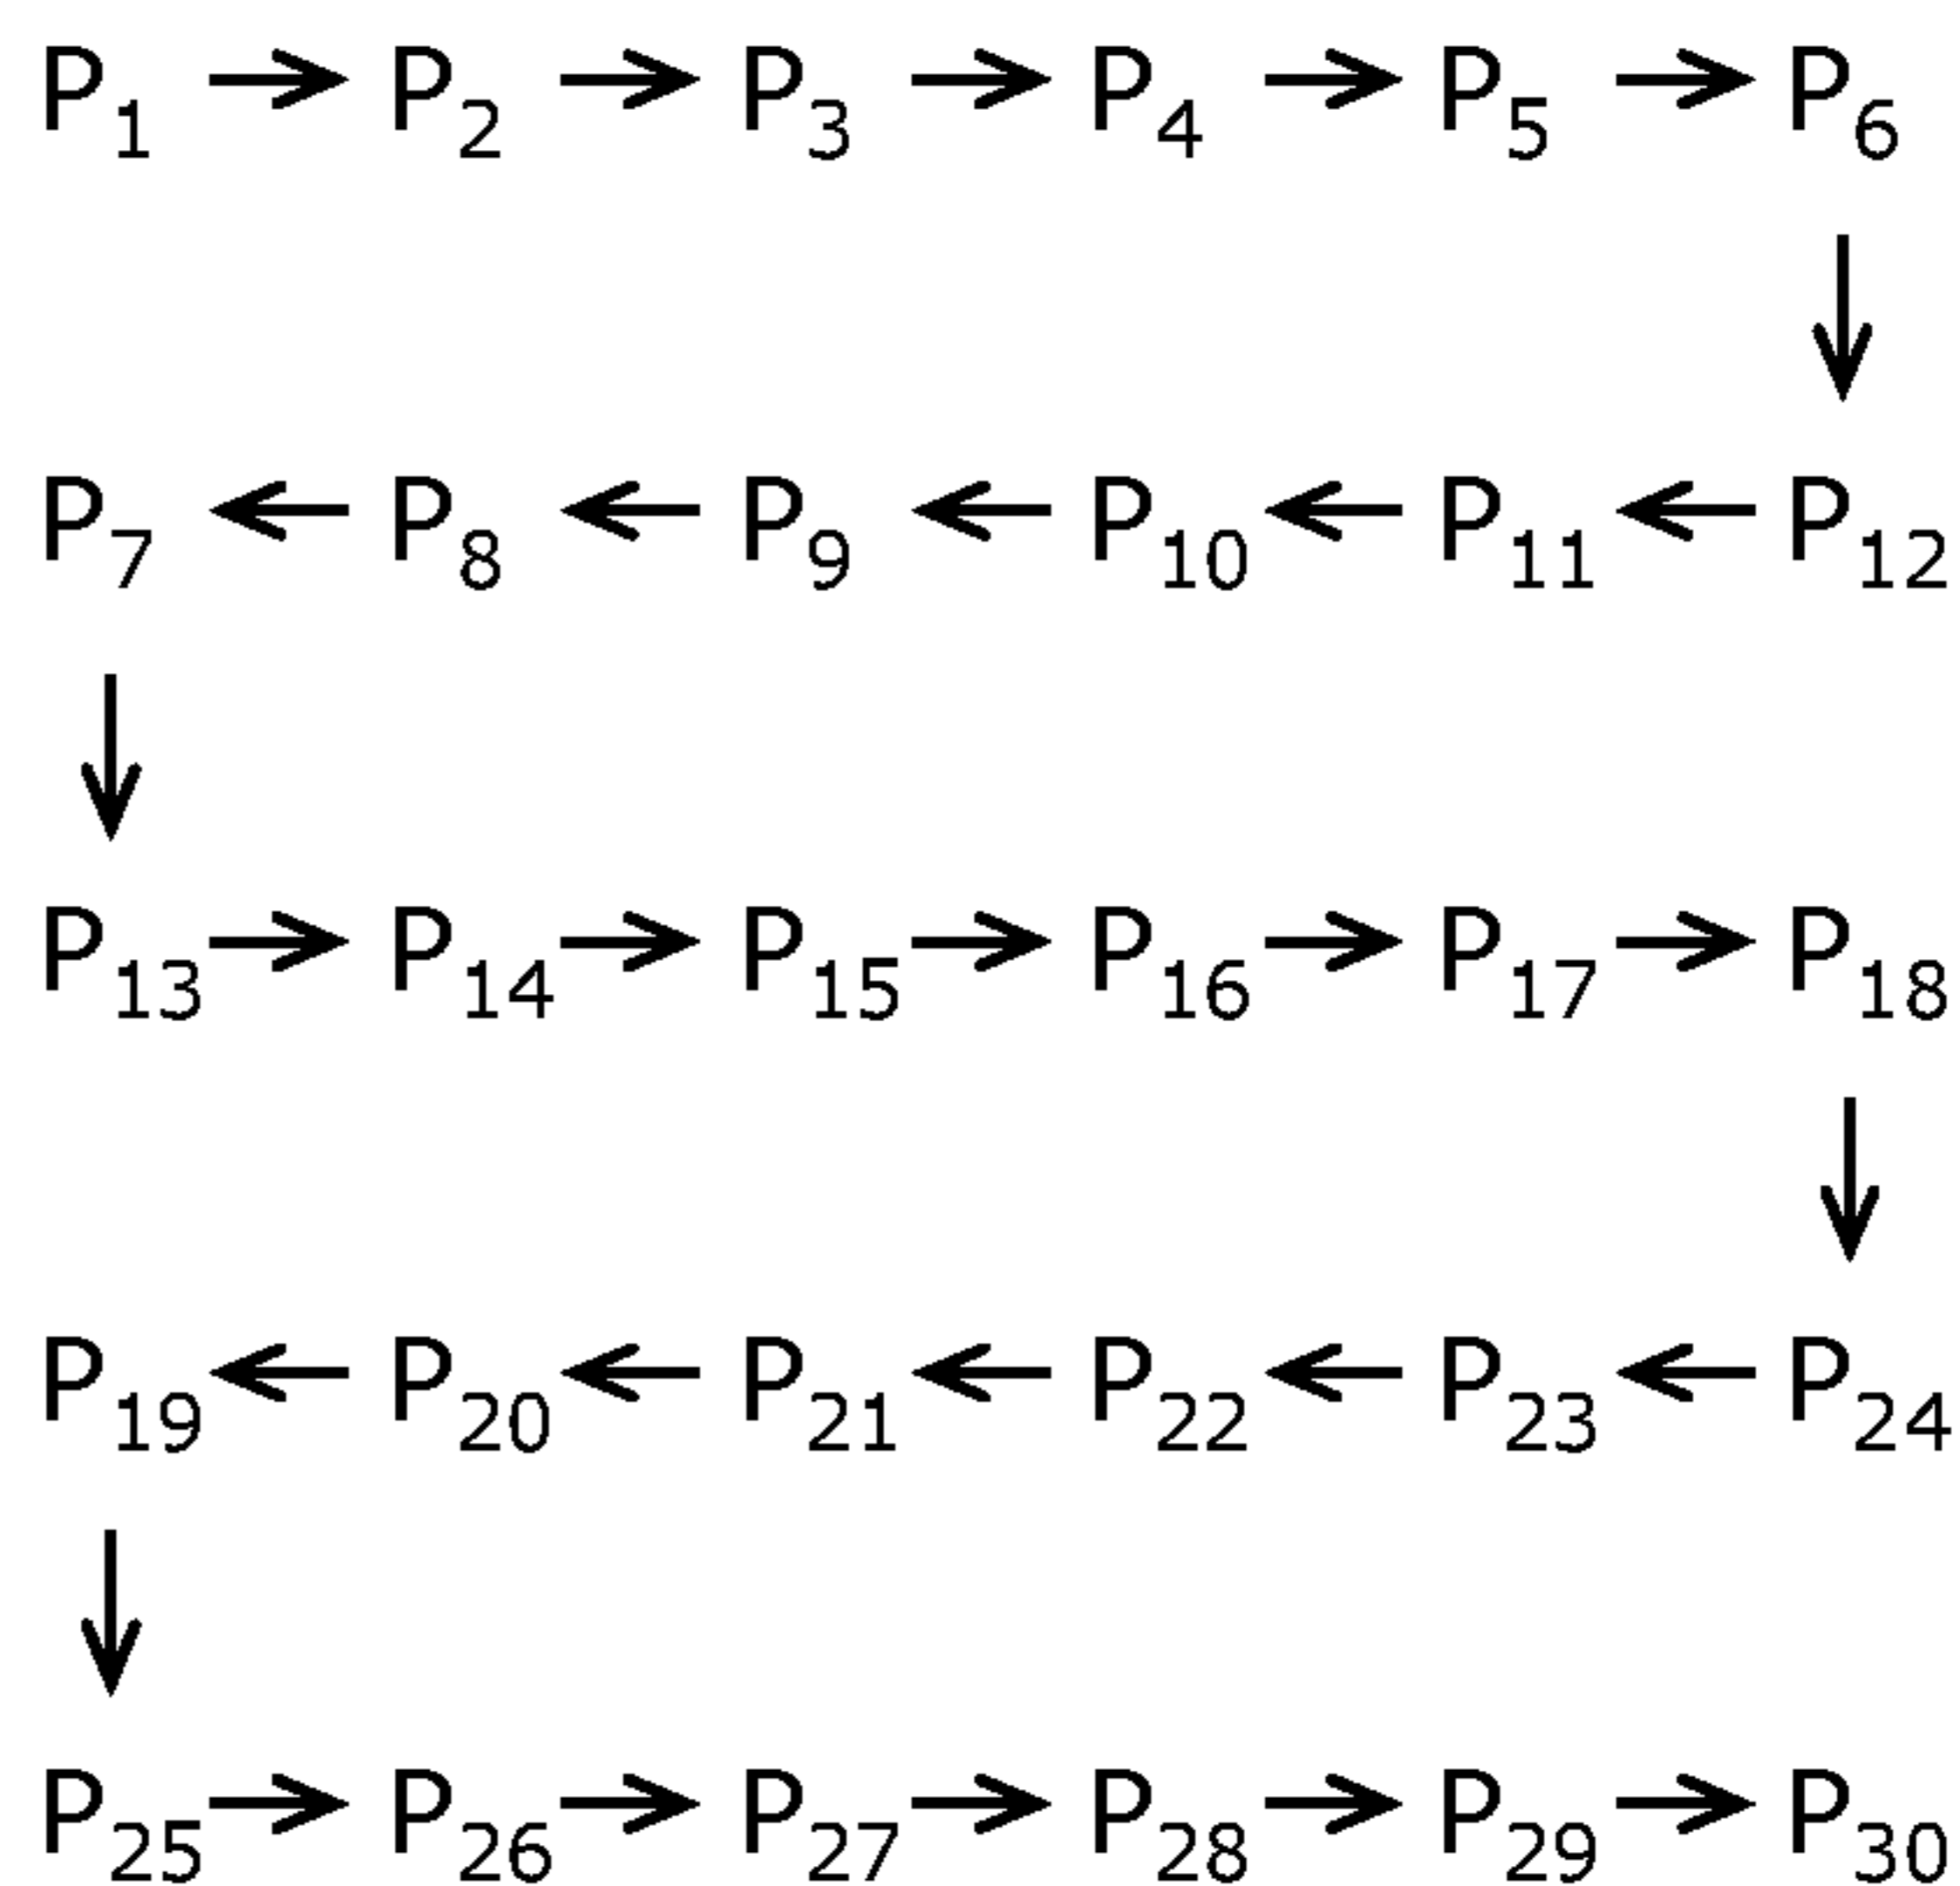 P₁ → P₂ → P₃ → P₄ → P₅ → P₆
↓
P₇ ← P₈ ← P₉ ← P₁₀ ← P₁₁ ← P₁₂
↓
P₁₃ → P₁₄ → P₁₅ → P₁₆ → P₁₇ → P₁₈
↓
P₁₉ ← P₂₀ ← P₂₁ ← P₂₂ ← P₂₃ ← P₂₄
↓
P₂₅ → P₂₆ → P₂₇ → P₂₈ → P₂₉ → P₃₀